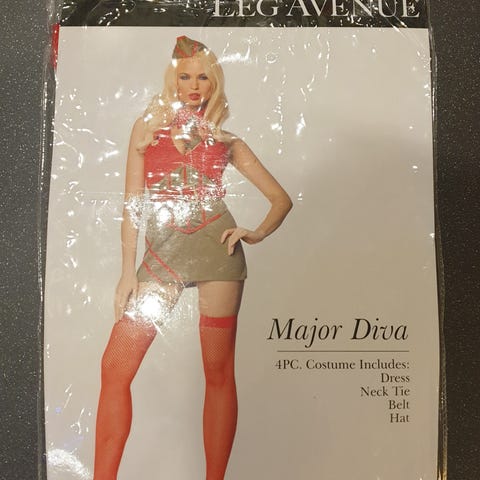 LEG AVENUE
Major Diva
4PC. Costume Includes:
Dress
Neck Tie
Belt
Hat